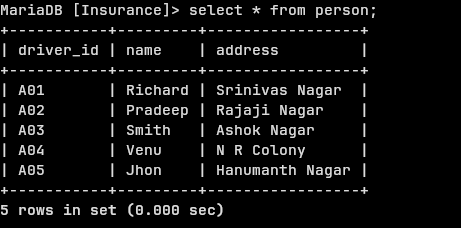 MariaDB [Insurance]> select * from person;
+-----------+---------+-----------------+
| driver_id | name    | address         |
+-----------+---------+-----------------+
| A01       | Richard | Srinivas Nagar  |
| A02       | Pradeep | Rajaji Nagar    |
| A03       | Smith   | Ashok Nagar     |
| A04       | Venu    | N R Colony      |
| A05       | Jhon    | Hanumanth Nagar |
+-----------+---------+-----------------+
5 rows in set (0.000 sec)